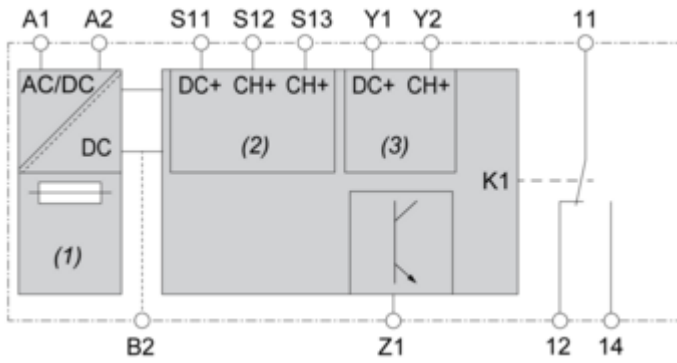 A1 A2 S11 S12 S13 Y1 Y2 11
AC/DC DC+ CH+ CH+ DC+ CH+
DC (2) (3)
K1
(1)
B2 Z1 12 14